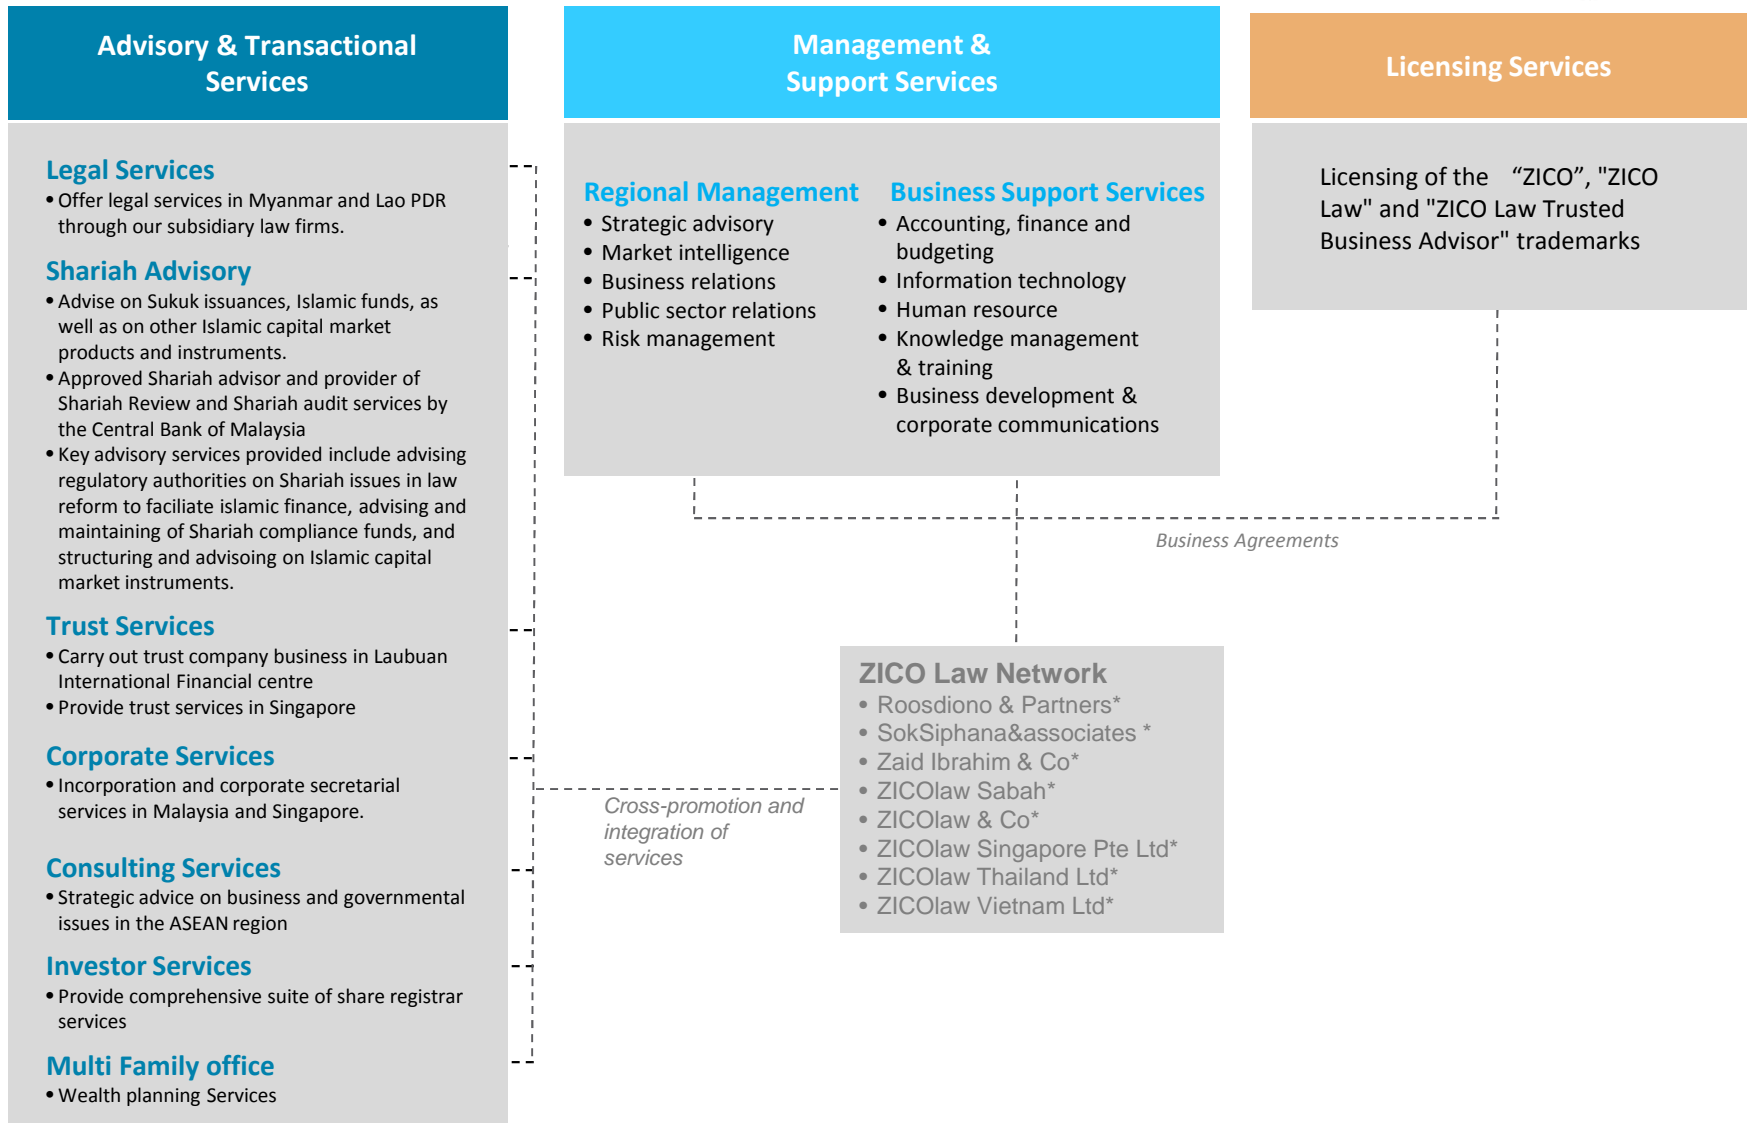 Advisory & Transactional
Services
Legal Services
• Offer legal services in Myanmar and Lao PDR
through our subsidiary law firms.
Shariah Advisory
• Advise on Sukuk issuances, Islamic funds, as
well as on other Islamic capital market
products and instruments.
• Approved Shariah advisor and provider of
Shariah Review and Shariah audit services by
the Central Bank of Malaysia
• Key advisory services provided include advising
regulatory authorities on Shariah issues in law
reform to faciliate islamic finance, advising and
maintaining of Shariah compliance funds, and
structuring and advisoing on Islamic capital
market instruments.
Trust Services
• Carry out trust company business in Laubuan
International Financial centre
• Provide trust services in Singapore
Corporate Services
• Incorporation and corporate secretarial
services in Malaysia and Singapore.
Consulting Services
• Strategic advice on business and governmental
issues in the ASEAN region
Investor Services
• Provide comprehensive suite of share registrar
services
Multi Family office
• Wealth planning Services
Management &
Support Services
Regional Management
• Strategic advisory
• Market intelligence
• Business relations
• Public sector relations
• Risk management
Business Support Services
• Accounting, finance and
budgeting
• Information technology
• Human resource
• Knowledge management
& training
• Business development &
corporate communications
Licensing Services
Licensing of the “ZICO”, "ZICO
Law" and "ZICO Law Trusted
Business Advisor" trademarks
Business Agreements
Cross-promotion and
integration of
services
ZICO Law Network
• Roosdiono & Partners*
• SokSiphana&associates *
• Zaid Ibrahim & Co*
• ZICOlaw Sabah*
• ZICOlaw & Co*
• ZICOlaw Singapore Pte Ltd*
• ZICOlaw Thailand Ltd*
• ZICOlaw Vietnam Ltd*